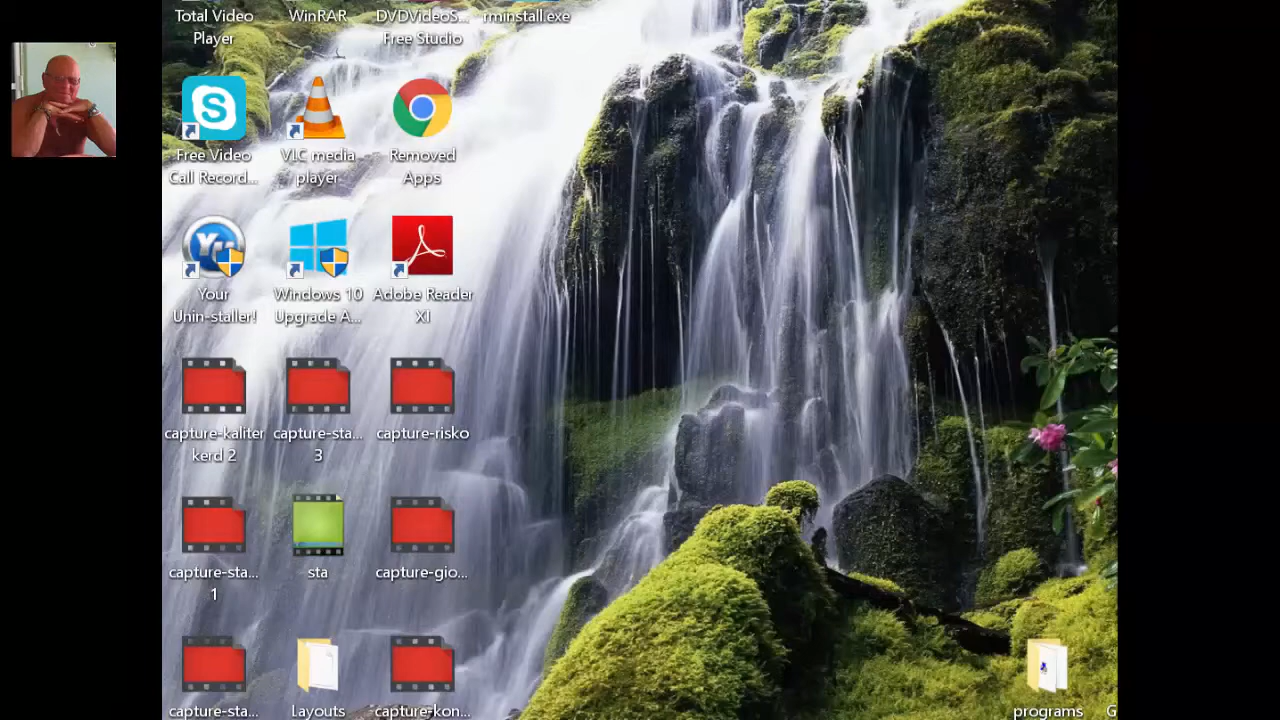 Total Video
Player
WinRAR
DVDVideoS...
Free Studio
rminstall.exe
Free Video
Call Record...
VLC media
player
Removed
Apps
Your
Unin-staller!
Windows 10
Upgrade A...
Adobe Reader
XI
capture-kaliter
kerd 2
capture-sta...
3
capture-risko
capture-sta...
1
sta
capture-gio...
capture-sta...
Layouts
capture-kon...
programs
G